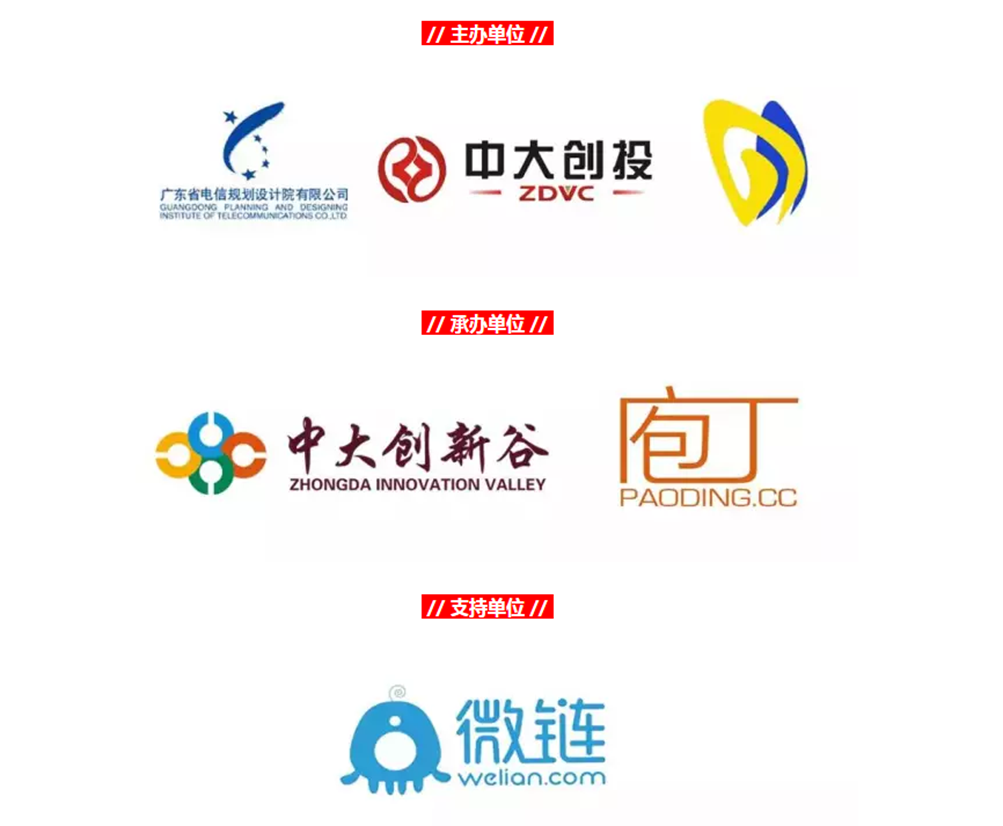 // 主办单位 //
广东省电信规划设计院有限公司
GUANGDONG PLANNING AND DESIGNING
INSTITUTE OF TELECOMMUNICATIONS CO.,LTD
中大创投
ZDVC
// 承办单位 //
中大创新谷
ZHONGDA INNOVATION VALLEY
庖丁
PAODING.CC
// 支持单位 //
微链
welian.com